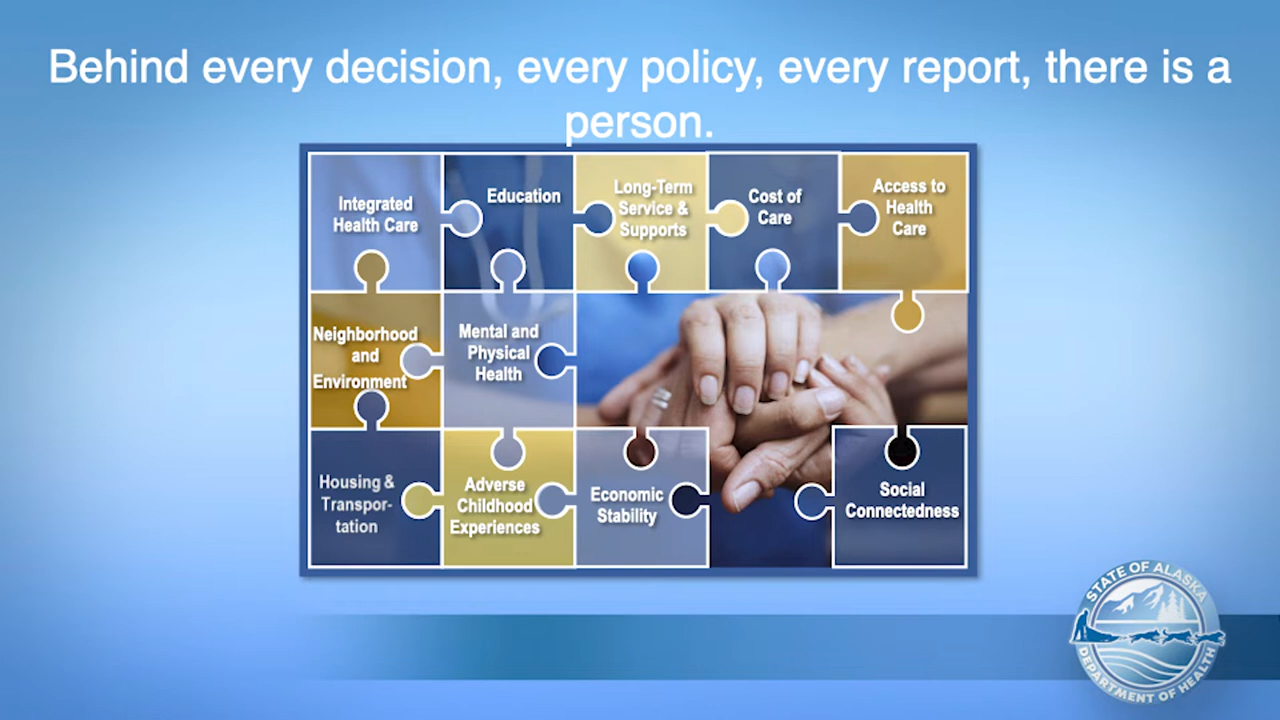 Behind every decision, every policy, every report, there is a
person.
Integrated
Health Care
Education
Long-Term
Service &
Supports
Cost of
Care
Access to
Health
Care
Neighborhood
and
Environment
Mental and
Physical
Health
Housing &
Transpor-
tation
Adverse
Childhood
Experiences
Economic
Stability
Social
Connectedness
STATE OF ALASKA
DEPARTMENT OF HEALTH